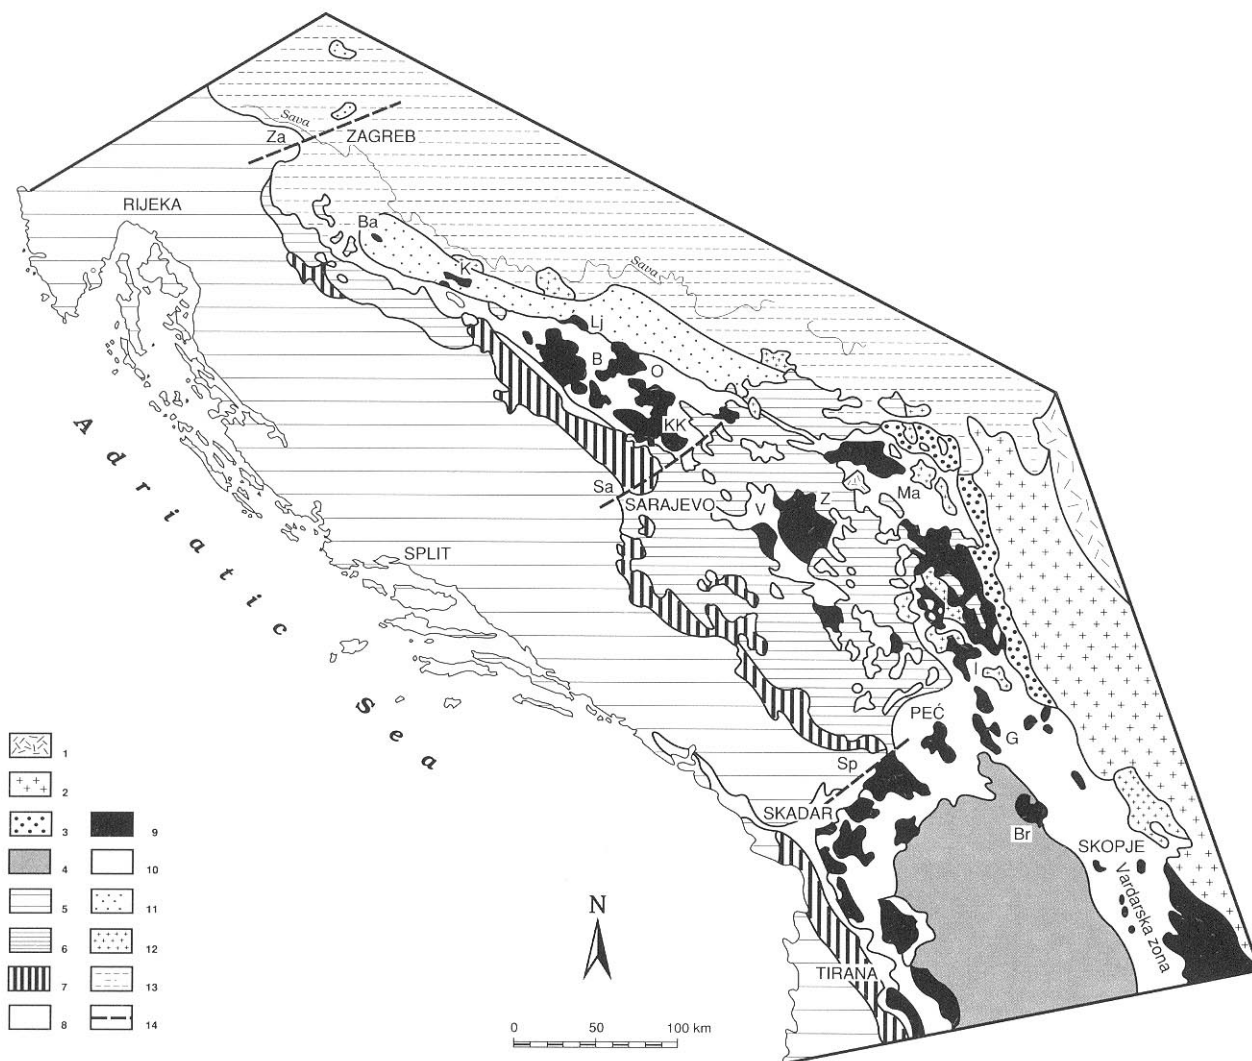 Sava
Za
ZAGREB
RIJEKA
Ba
Sava
K
Lj
B
O
KK
Sa
SARAJEVO
V
Z
Ma
Adriatic Sea
SPLIT
I
PEĆ
G
Sp
SKADAR
Br
SKOPJE
Vardarska zona
TIRANA
N
0 50 100 km
1
2
3
4
5
6
7
8
9
10
11
12
13
14